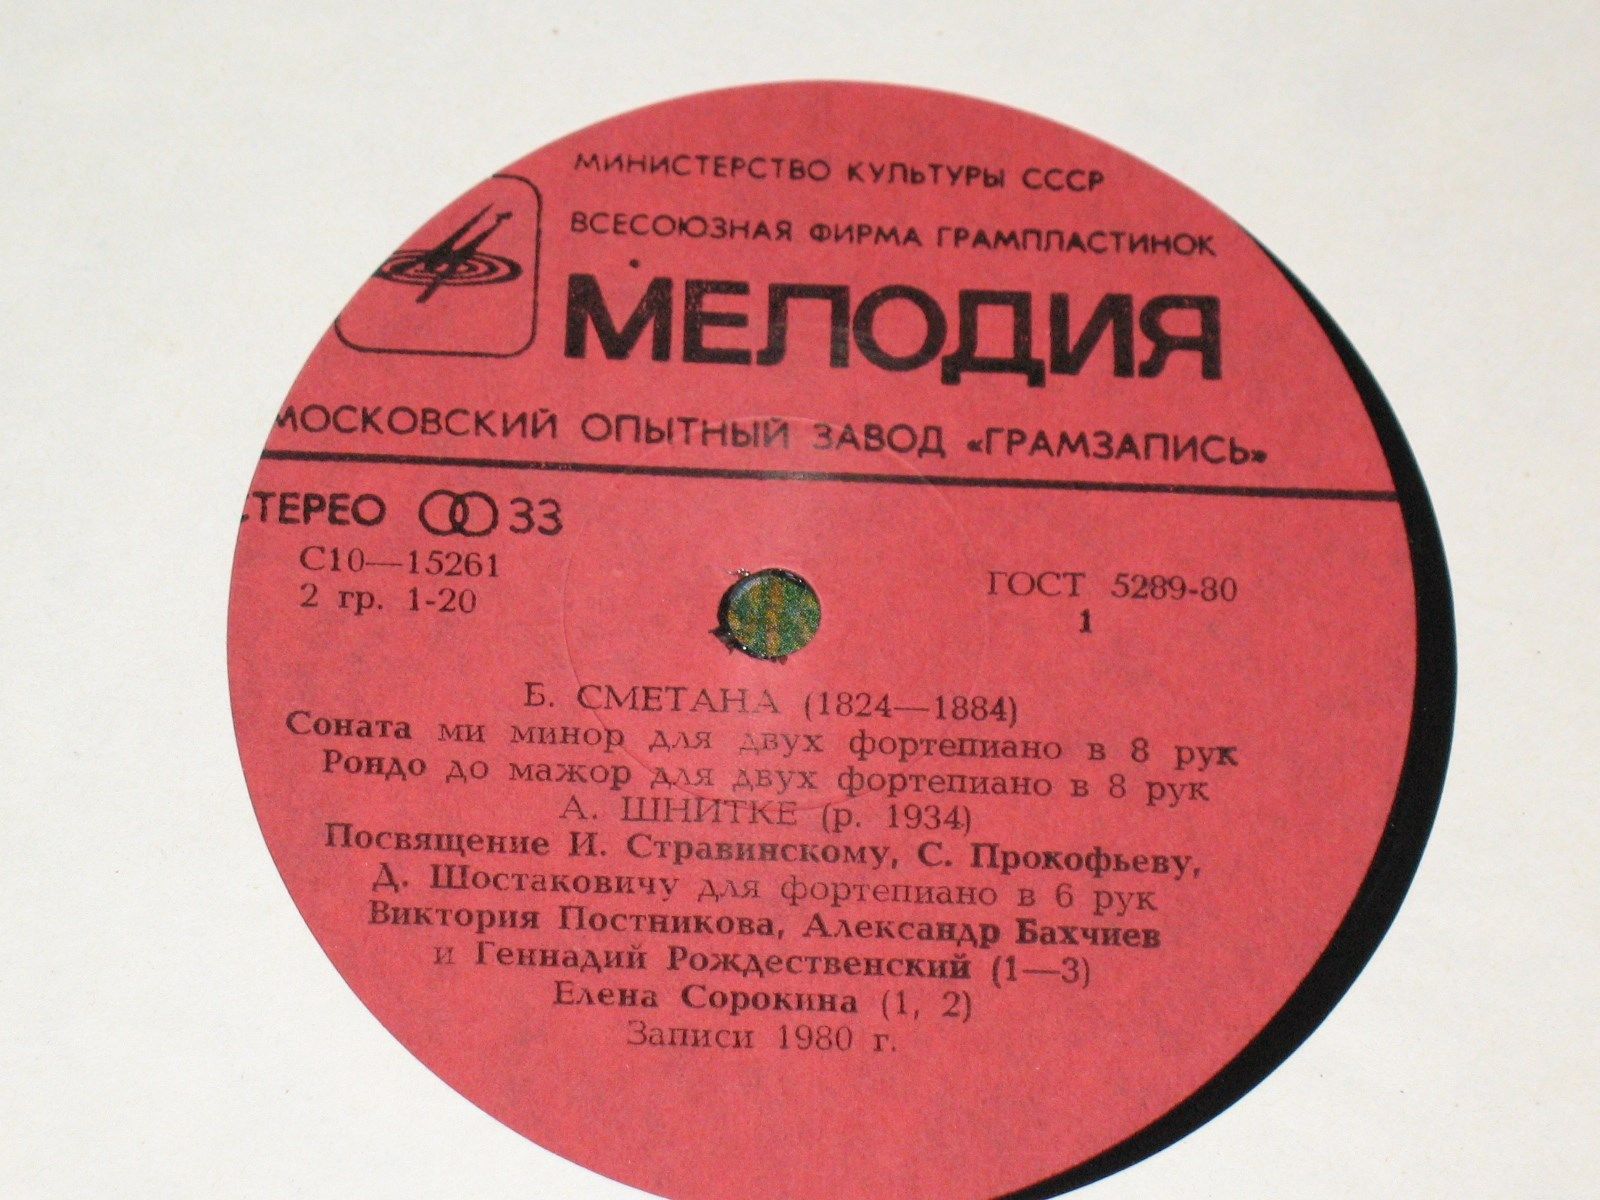 МИНИСТЕРСТВО КУЛЬТУРЫ СССР
ВСЕСОЮЗНАЯ ФИРМА ГРАМПЛАСТИНОК
МЕЛОДИЯ
МОСКОВСКИЙ ОПЫТНЫЙ ЗАВОД «ГРАМЗАПИСЬ»
СТЕРЕО 33
С10—15261
2 гр. 1-20
ГОСТ 5289-80
1
Б. СМЕТАНА (1824—1884)
Соната ми минор для двух фортепиано в 8 рук
Рондо до мажор для двух фортепиано в 8 рук
А. ШНИТКЕ (р. 1934)
Посвящение И. Стравинскому, С. Прокофьеву,
Д. Шостаковичу для фортепиано в 6 рук
Виктория Постникова, Александр Бахчиев
и Геннадий Рождественский (1—3)
Елена Сорокина (1, 2)
Записи 1980 г.